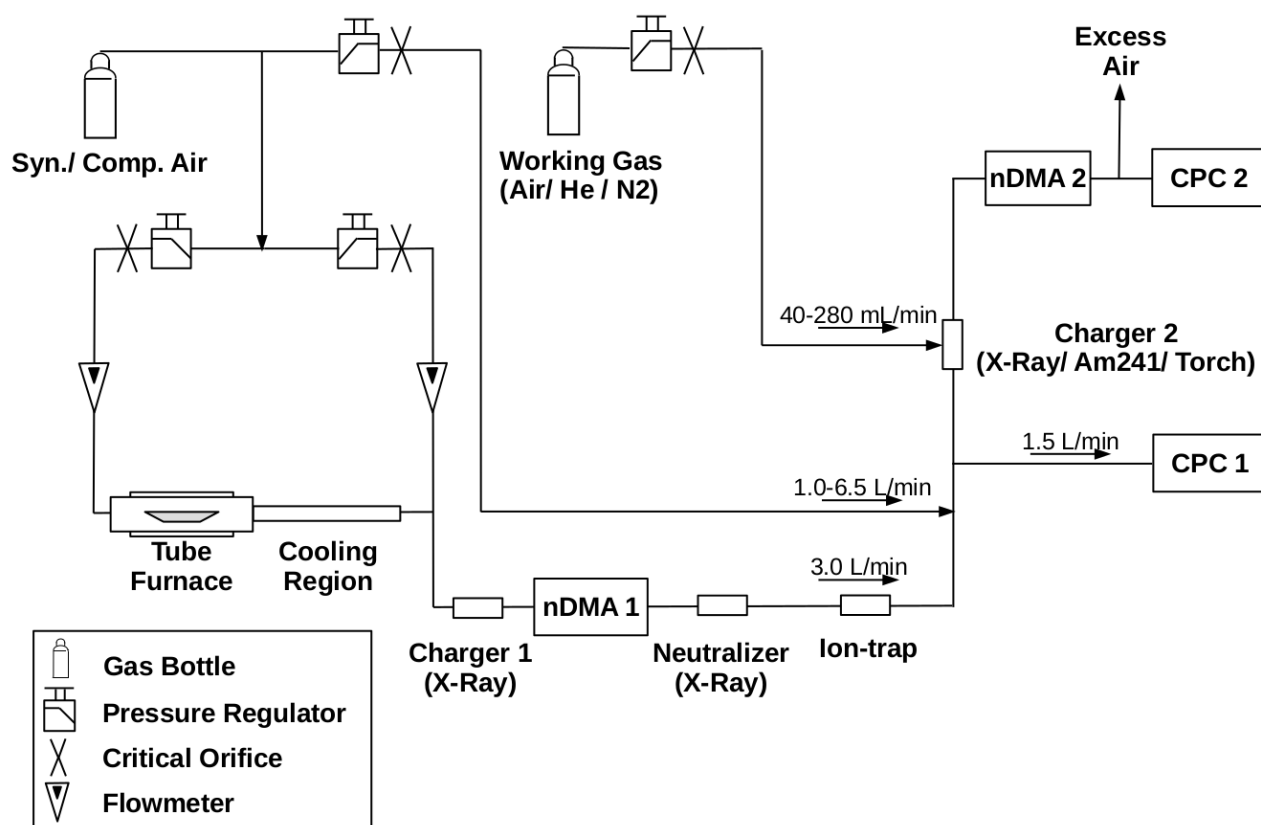 Excess
Air
Syn./ Comp. Air
Working Gas
(Air/ He / N2)
nDMA 2
CPC 2
40-280 mL/min
Charger 2
(X-Ray/ Am241/ Torch)
1.5 L/min
CPC 1
1.0-6.5 L/min
Tube
Furnace
Cooling
Region
3.0 L/min
nDMA 1
Charger 1
(X-Ray)
Neutralizer
(X-Ray)
Ion-trap
Gas Bottle
Pressure Regulator
Critical Orifice
Flowmeter